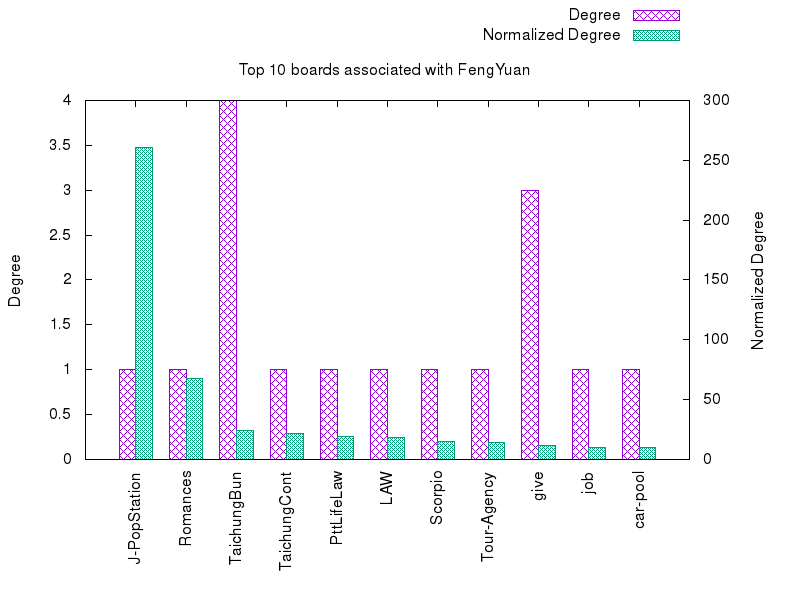 Degree
Normalized Degree
Top 10 boards associated with FengYuan
4
3.5
3
2.5
2
1.5
1
0.5
0
300
250
200
150
100
50
0
Degree
Normalized Degree
J-PopStation
Romances
TaichungBun
TaichungCont
PttLifeLaw
LAW
Scorpio
Tour-Agency
give
job
car-pool